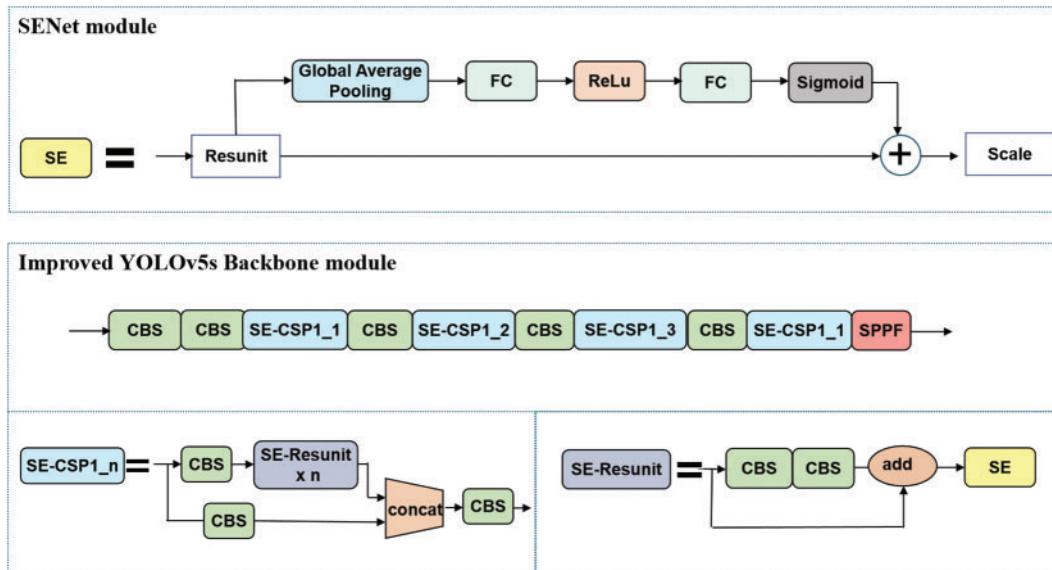 SENet module
Global Average
Pooling
FC
ReLu
FC
Sigmoid
SE
=
Resunit
+
Scale
Improved YOLOv5s Backbone module
CBS
CBS
SE-CSP1_1
CBS
SE-CSP1_2
CBS
SE-CSP1_3
CBS
SE-CSP1_1
SPPF
SE-CSP1_n
=
CBS
SE-Resunit
x n
CBS
concat
CBS
SE-Resunit
=
CBS
CBS
add
SE